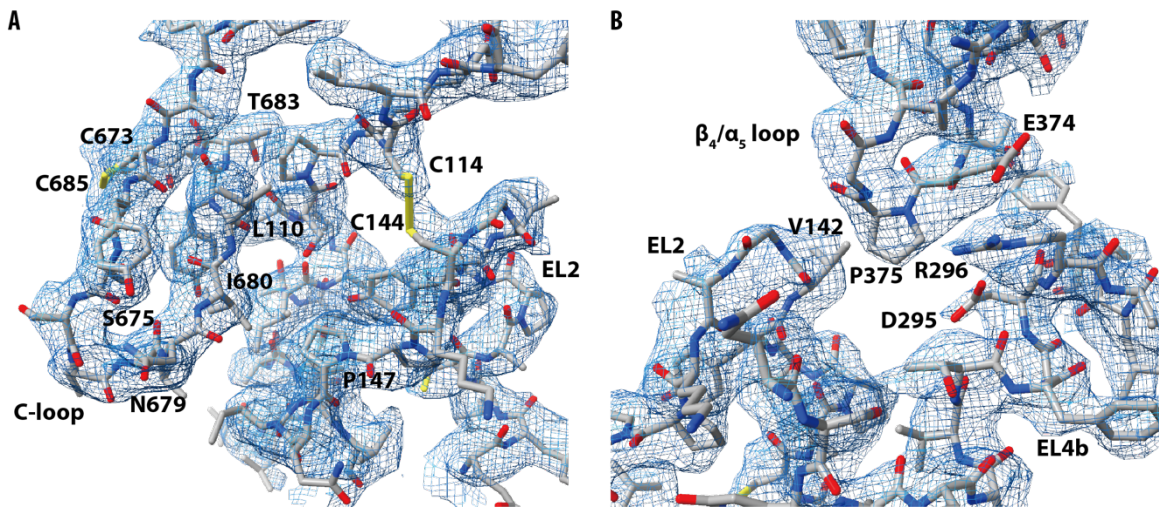 A
T683
C673
C685
C114
L110
C144
EL2
I680
S675
P147
N679
C-loop
B
β4/α5 loop
E374
EL2
V142
P375
R296
D295
EL4b